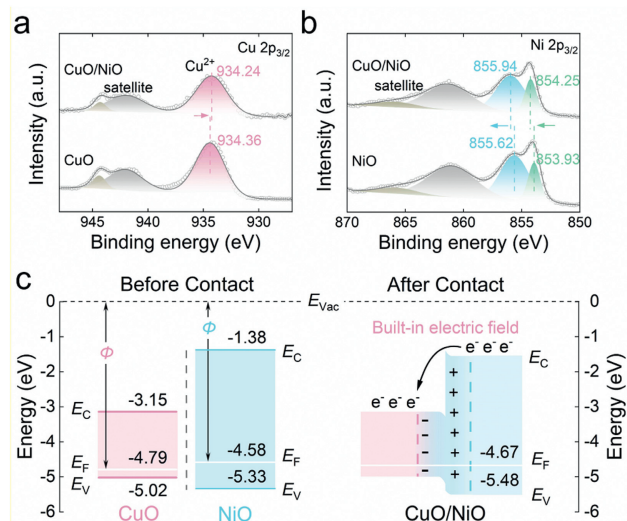 a
Cu 2p3/2
CuO/NiO
satellite
Cu2+
934.24
CuO
934.36
Intensity (a.u.)
945 940 935 930
Binding energy (eV)
b
Ni 2p3/2
CuO/NiO
satellite
855.94
854.25
NiO
855.62
853.93
Intensity (a.u.)
870 865 860 855 850
Binding energy (eV)
c
Before Contact
After Contact
EVac
0
-1
-2
-3
-4
-5
-6
Energy (eV)
Φ
Φ
-1.38
EC
-3.15
EC
-4.79
-4.58
EF
EF
-5.02
-5.33
EV
EV
CuO
NiO
Built-in electric field
e- e- e-
EC
e- e- e-
+
+
+
+
+
+
-
-
-
-
-4.67
EF
-5.48
EV
CuO/NiO
0
-1
-2
-3
-4
-5
-6
Energy (eV)